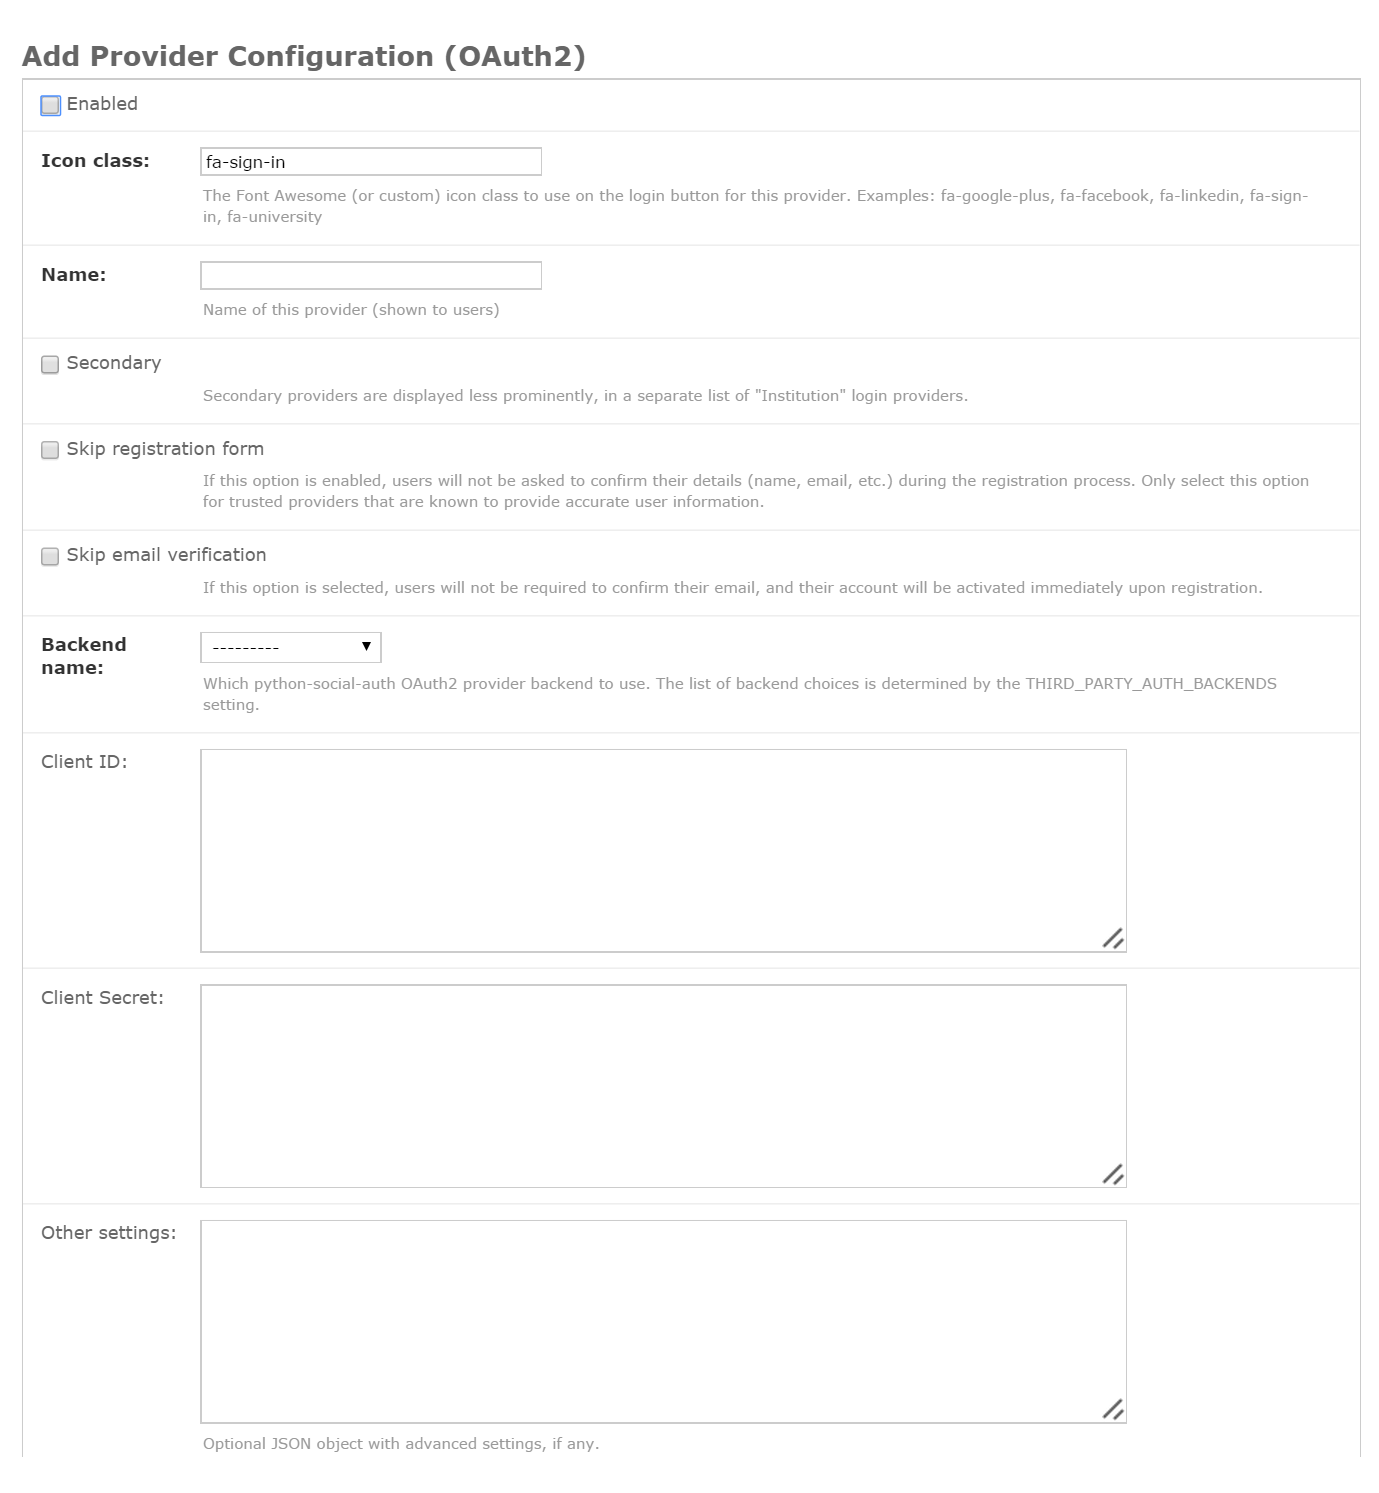 Add Provider Configuration (OAuth2)
Enabled
Icon class:
fa-sign-in
The Font Awesome (or custom) icon class to use on the login button for this provider. Examples: fa-google-plus, fa-facebook, fa-linkedin, fa-sign-
in, fa-university
Name:
Name of this provider (shown to users)
Secondary
Secondary providers are displayed less prominently, in a separate list of "Institution" login providers.
Skip registration form
If this option is enabled, users will not be asked to confirm their details (name, email, etc.) during the registration process. Only select this option
for trusted providers that are known to provide accurate user information.
Skip email verification
If this option is selected, users will not be required to confirm their email, and their account will be activated immediately upon registration.
Backend
name:
---------
Which python-social-auth OAuth2 provider backend to use. The list of backend choices is determined by the THIRD_PARTY_AUTH_BACKENDS
setting.
Client ID:
Client Secret:
Other settings:
Optional JSON object with advanced settings, if any.